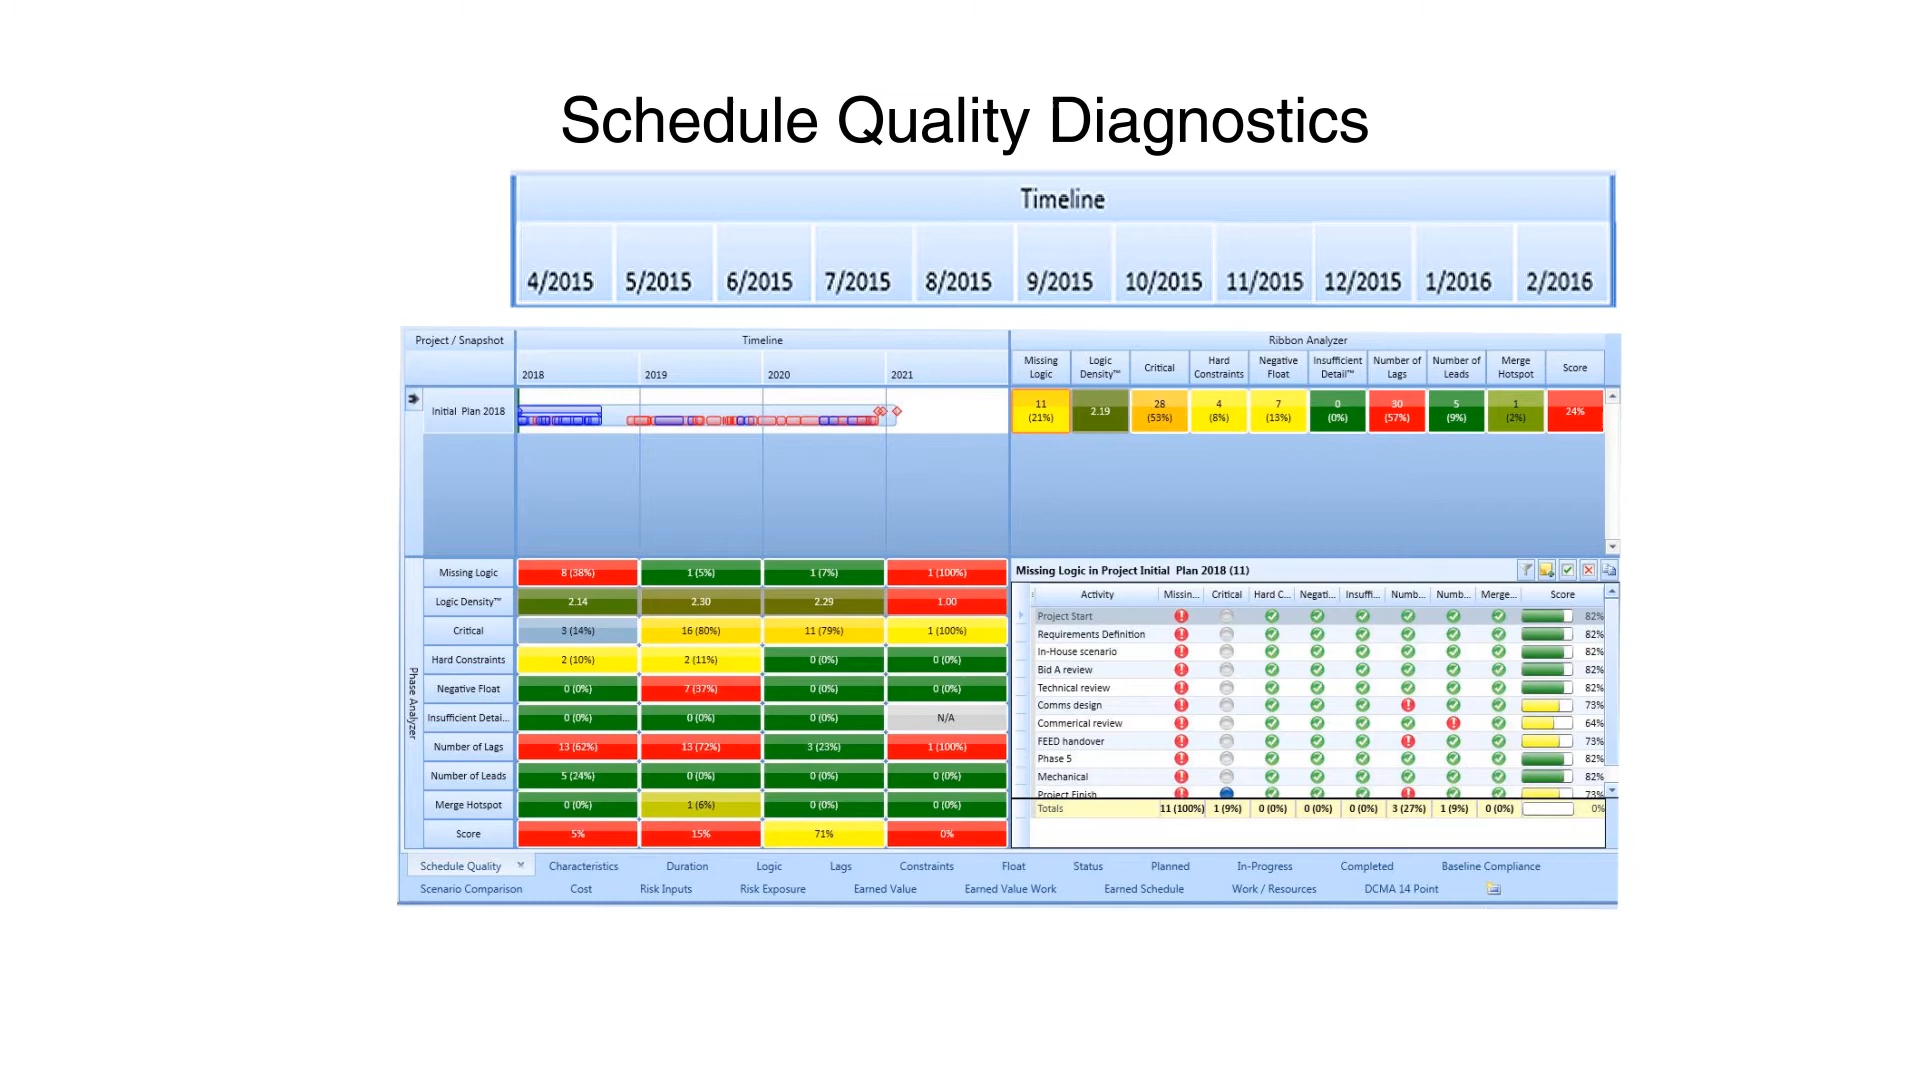 Schedule Quality Diagnostics
Timeline
4/2015 5/2015 6/2015 7/2015 8/2015 9/2015 10/2015 11/2015 12/2015 1/2016 2/2016
Project / Snapshot Timeline Ribbon Analyzer
2018 2019 2020 2021
Missing Logic Logic Density™ Critical Hard Constraints Negative Float Insufficient Detail™ Number of Lags Number of Leads Merge Hotspot Score
Initial Plan 2018
11 (21%) 2.19 28 (53%) 4 (8%) 7 (13%) 0 (0%) 30 (57%) 5 (9%) 1 (2%) 24%
Phase Analyzer
Missing Logic 8 (38%) 1 (5%) 1 (7%) 1 (100%)
Logic Density™ 2.14 2.30 2.29 1.00
Critical 3 (14%) 16 (80%) 11 (79%) 1 (100%)
Hard Constraints 2 (10%) 2 (11%) 0 (0%) 0 (0%)
Negative Float 0 (0%) 7 (37%) 0 (0%) 0 (0%)
Insufficient Detai... 0 (0%) 0 (0%) 0 (0%) N/A
Number of Lags 13 (62%) 13 (72%) 3 (23%) 1 (100%)
Number of Leads 5 (24%) 0 (0%) 0 (0%) 0 (0%)
Merge Hotspot 0 (0%) 1 (6%) 0 (0%) 0 (0%)
Score 5% 15% 71% 0%
Missing Logic in Project Initial Plan 2018 (11)
Activity Missin... Critical Hard C... Negati... Insuffi... Numb... Numb... Merge... Score
Project Start 82%
Requirements Definition 82%
In-House scenario 82%
Bid A review 82%
Technical review 82%
Comms design 73%
Commerical review 64%
FEED handover 73%
Phase 5 82%
Mechanical 82%
Project Finish 73%
Totals 11 (100%) 1 (9%) 0 (0%) 0 (0%) 0 (0%) 3 (27%) 1 (9%) 0 (0%) 0%
Schedule Quality Characteristics Duration Logic Lags Constraints Float Status Planned In-Progress Completed Baseline Compliance
Scenario Comparison Cost Risk Inputs Risk Exposure Earned Value Earned Value Work Earned Schedule Work / Resources DCMA 14 Point